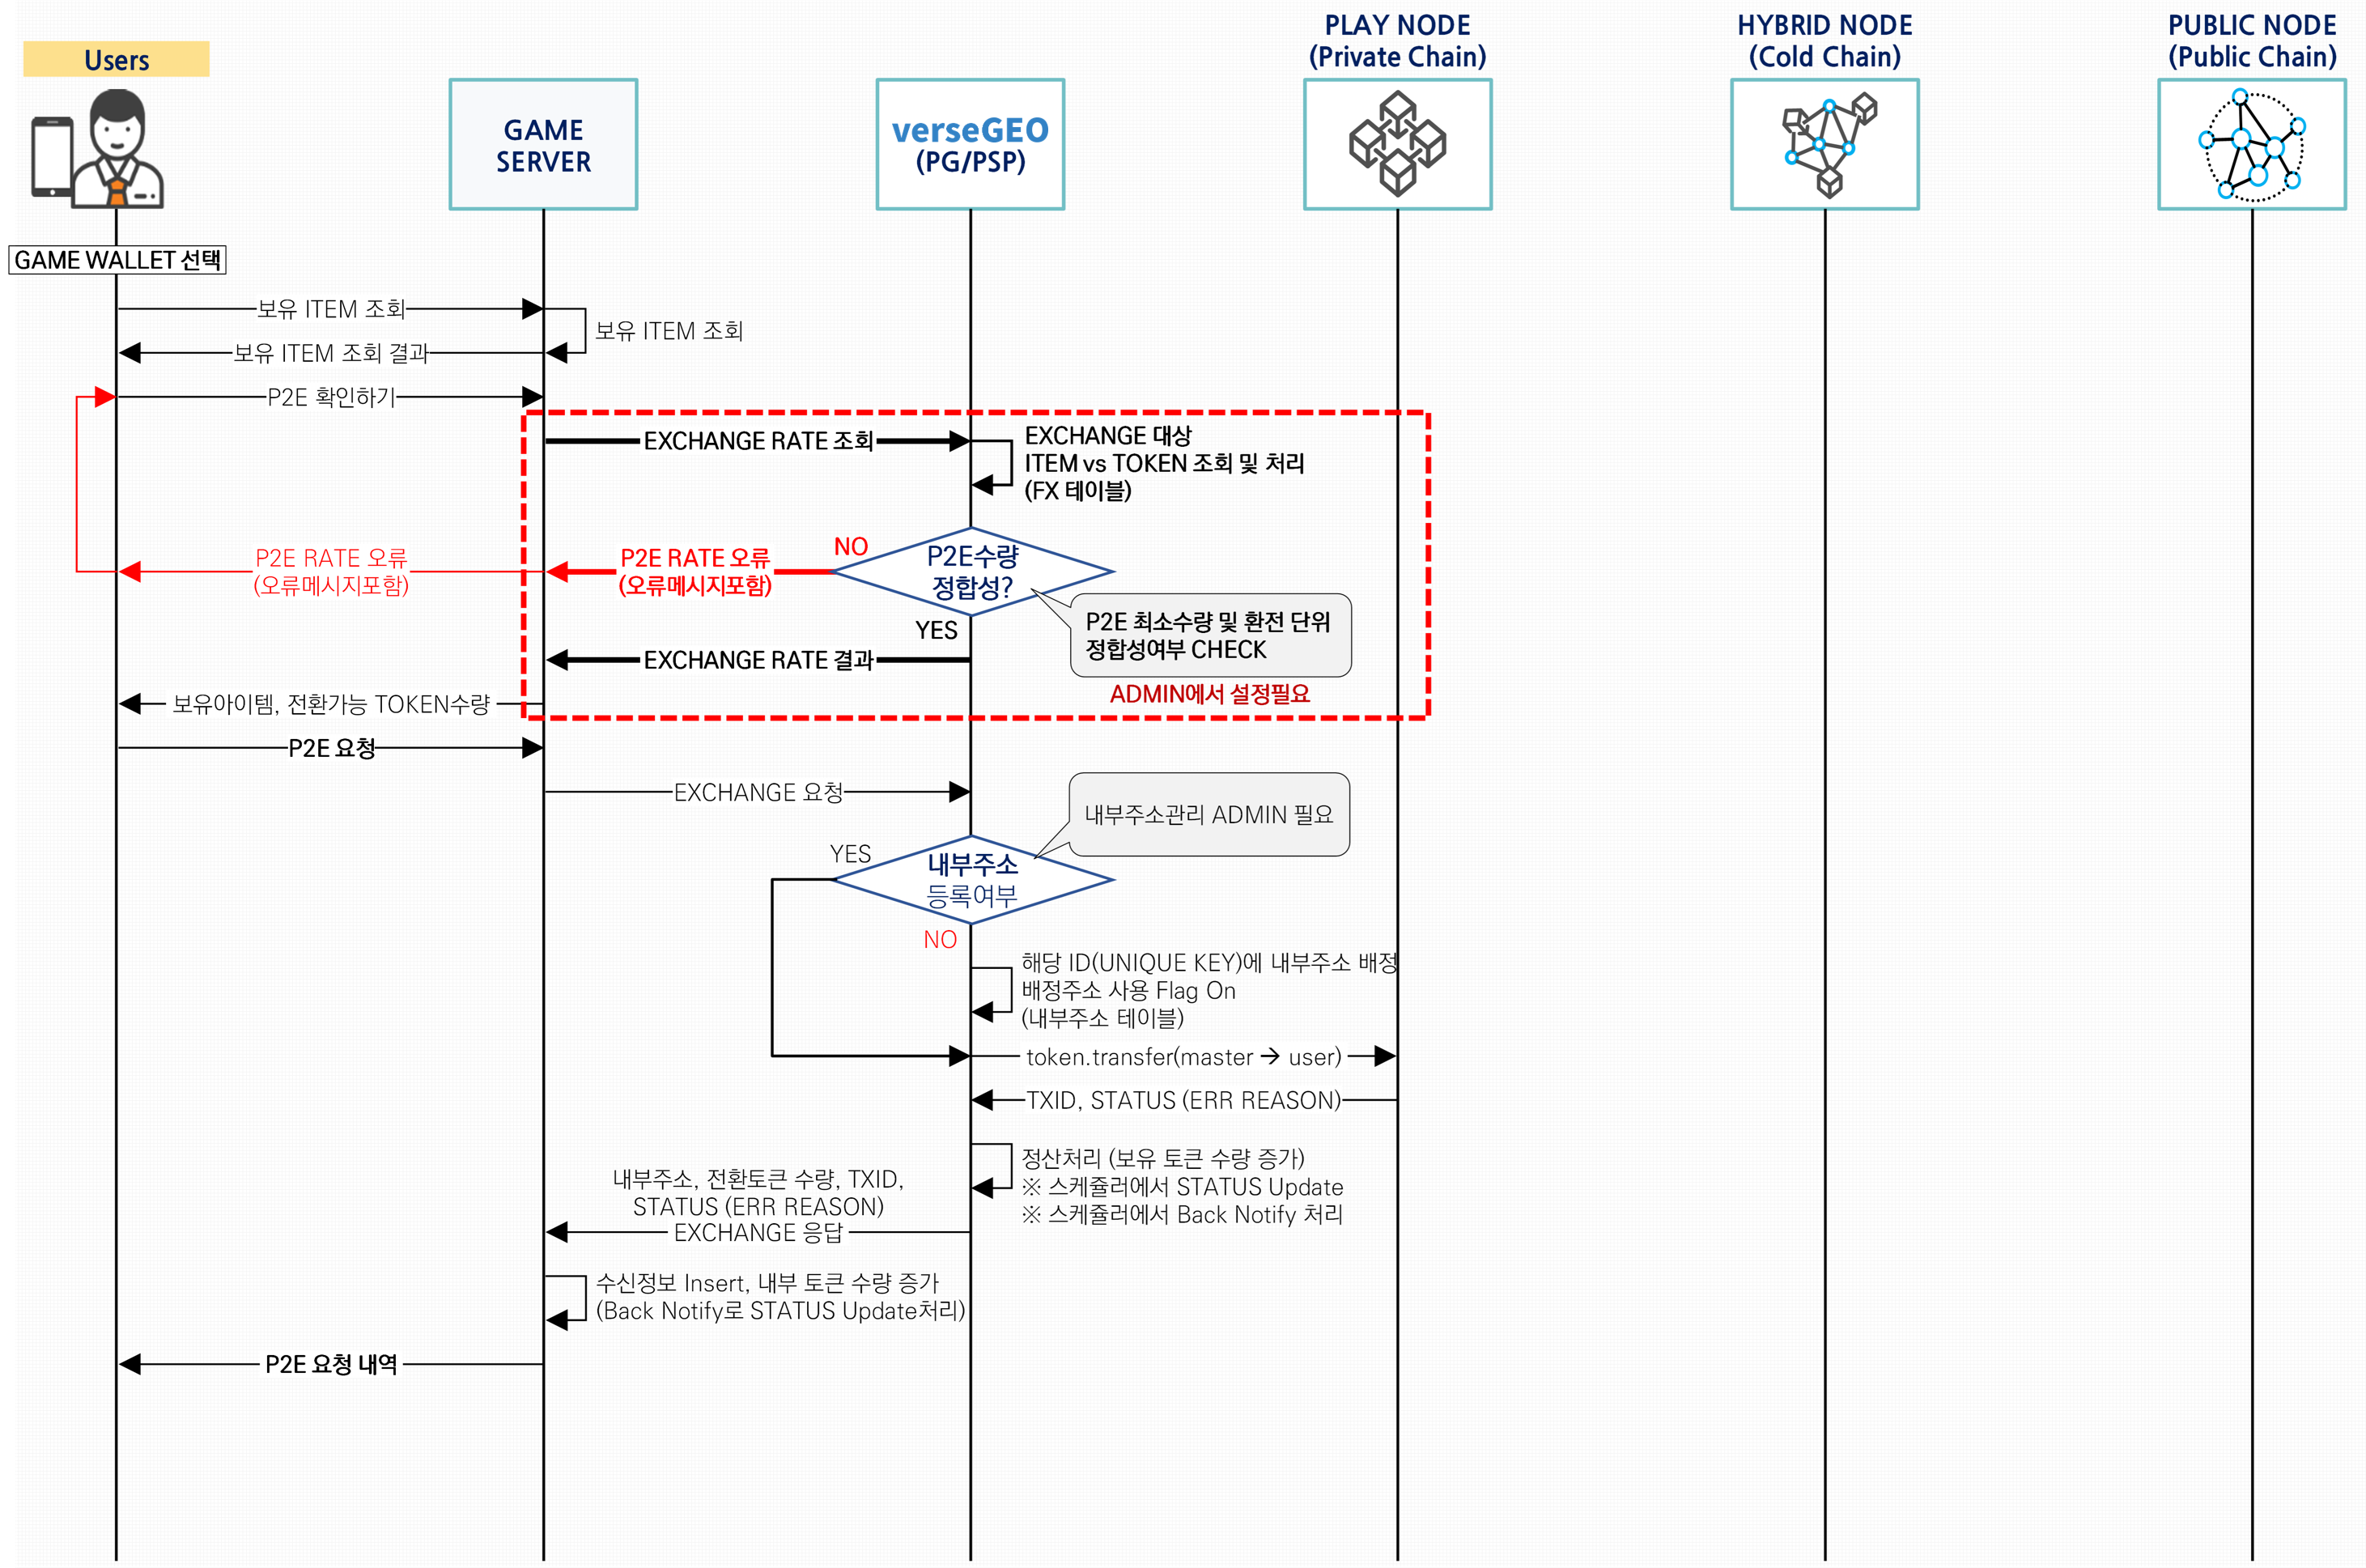 Users
GAME
SERVER
verseGEO
(PG/PSP)
PLAY NODE
(Private Chain)
HYBRID NODE
(Cold Chain)
PUBLIC NODE
(Public Chain)
GAME WALLET 선택
보유 ITEM 조회
보유 ITEM 조회
보유 ITEM 조회 결과
P2E 확인하기
EXCHANGE RATE 조회
EXCHANGE 대상
ITEM vs TOKEN 조회 및 처리
(FX 테이블)
P2E RATE 오류
(오류메시지포함)
P2E RATE 오류
(오류메시지포함)
NO
P2E수량
정합성?
YES
P2E 최소수량 및 환전 단위
정합성여부 CHECK
EXCHANGE RATE 결과
ADMIN에서 설정필요
보유아이템, 전환가능 TOKEN수량
P2E 요청
EXCHANGE 요청
내부주소관리 ADMIN 필요
YES
내부주소
등록여부
NO
해당 ID(UNIQUE KEY)에 내부주소 배정
배정주소 사용 Flag On
(내부주소 테이블)
token.transfer(master → user)
TXID, STATUS (ERR REASON)
정산처리 (보유 토큰 수량 증가)
※ 스케쥴러에서 STATUS Update
※ 스케쥴러에서 Back Notify 처리
내부주소, 전환토큰 수량, TXID,
STATUS (ERR REASON)
EXCHANGE 응답
수신정보 Insert, 내부 토큰 수량 증가
(Back Notify로 STATUS Update처리)
P2E 요청 내역